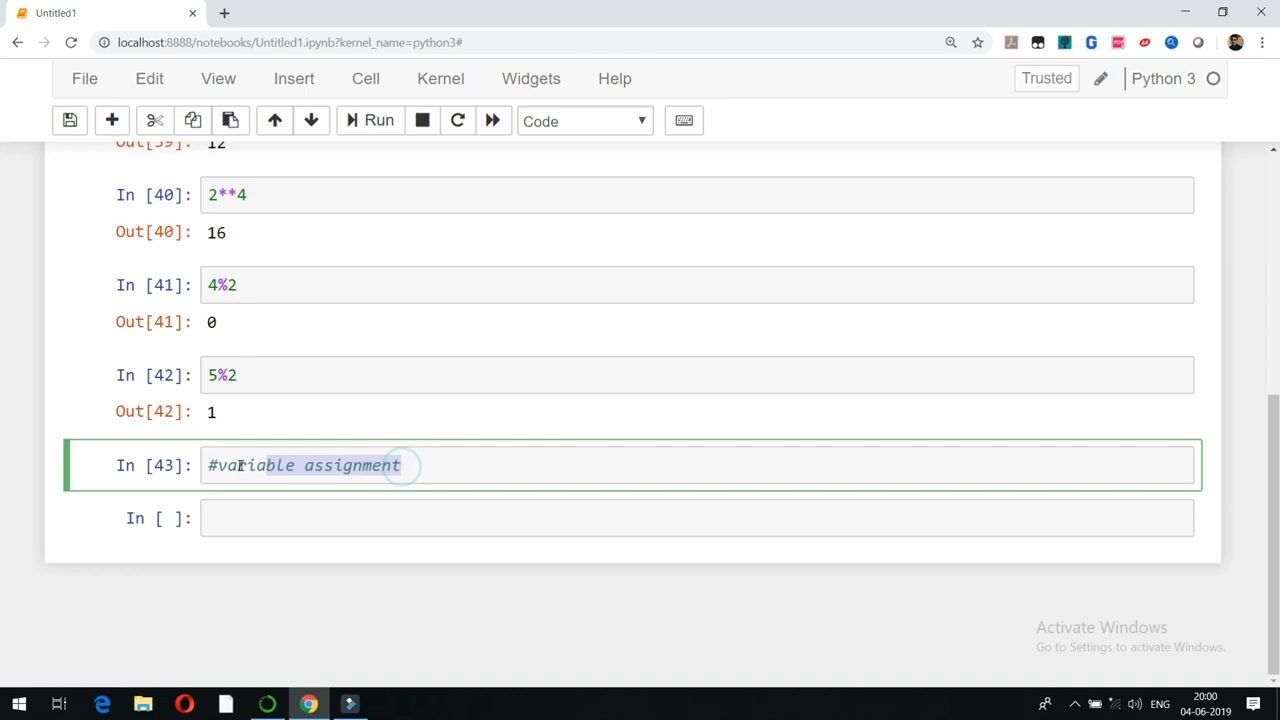 Untitled1
localhost:8888/notebooks/Untitled1.ipynb?kernel_name=python3#
File Edit View Insert Cell Kernel Widgets Help Trusted Python 3
Run Code
Out[39]: 12
In [40]: 2**4
Out[40]: 16
In [41]: 4%2
Out[41]: 0
In [42]: 5%2
Out[42]: 1
In [43]: #variable assignment
In [ ]:
Activate Windows
Go to Settings to activate Windows.
ENG
20:00
04-06-2019